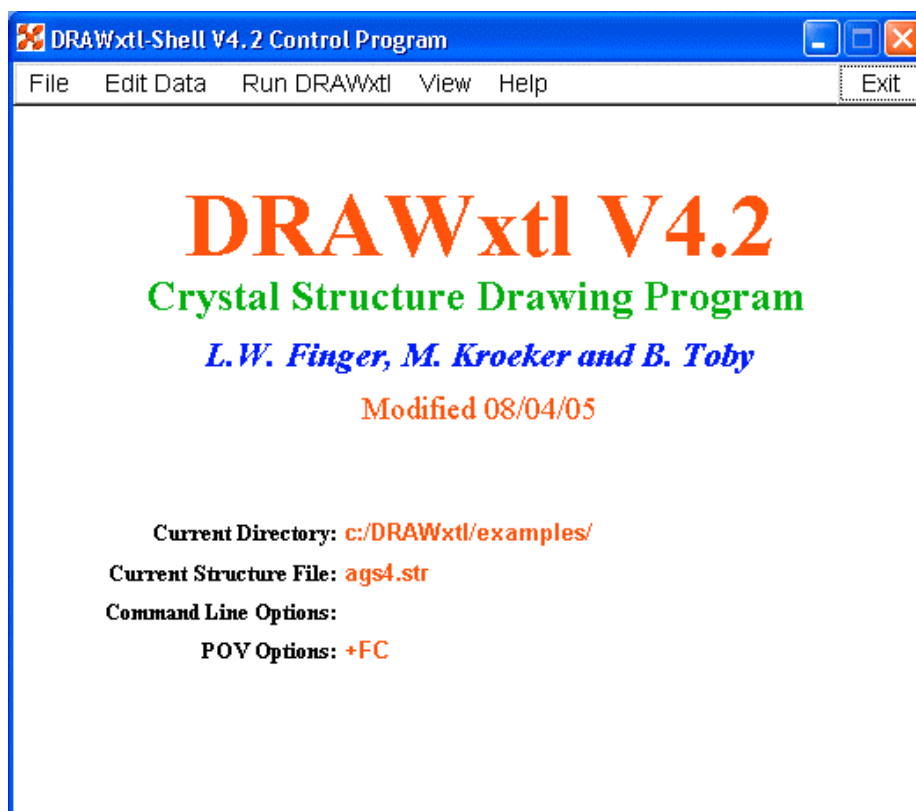 DRAWxtl-Shell V4.2 Control Program
File Edit Data Run DRAWxtl View Help Exit
DRAWxtl V4.2
Crystal Structure Drawing Program
L.W. Finger, M. Kroeker and B. Toby
Modified 08/04/05
Current Directory: c:/DRAWxtl/examples/
Current Structure File: ags4.str
Command Line Options:
POV Options: +FC